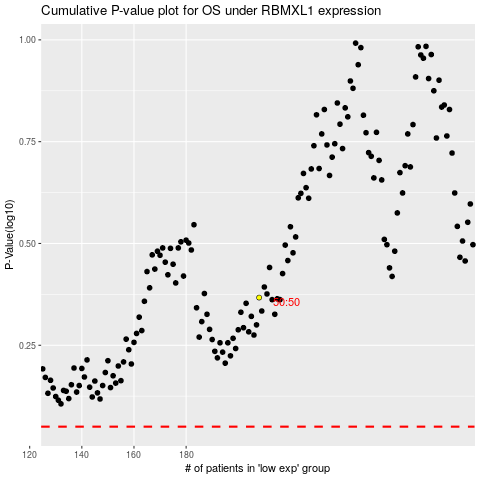 Cumulative P-value plot for OS under RBMXL1 expression
1.00
0.75
0.50
0.25
P-Value(log10)
50:50
120 140 160 180
# of patients in 'low exp' group